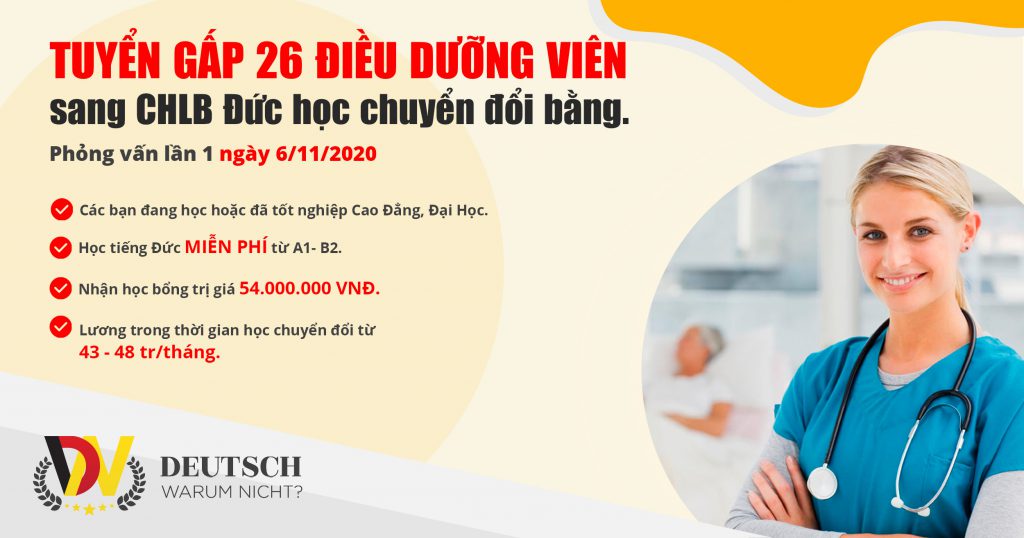 TUYỂN GẤP 26 ĐIỀU DƯỠNG VIÊN
sang CHLB Đức học chuyển đổi bằng.
Phỏng vấn lần 1 ngày 6/11/2020
Các bạn đang học hoặc đã tốt nghiệp Cao Đẳng, Đại Học.
Học tiếng Đức MIỄN PHÍ từ A1- B2.
Nhận học bổng trị giá 54.000.000 VNĐ.
Lương trong thời gian học chuyển đổi từ
43 - 48 tr/tháng.
DW
DEUTSCH
WARUM NICHT?